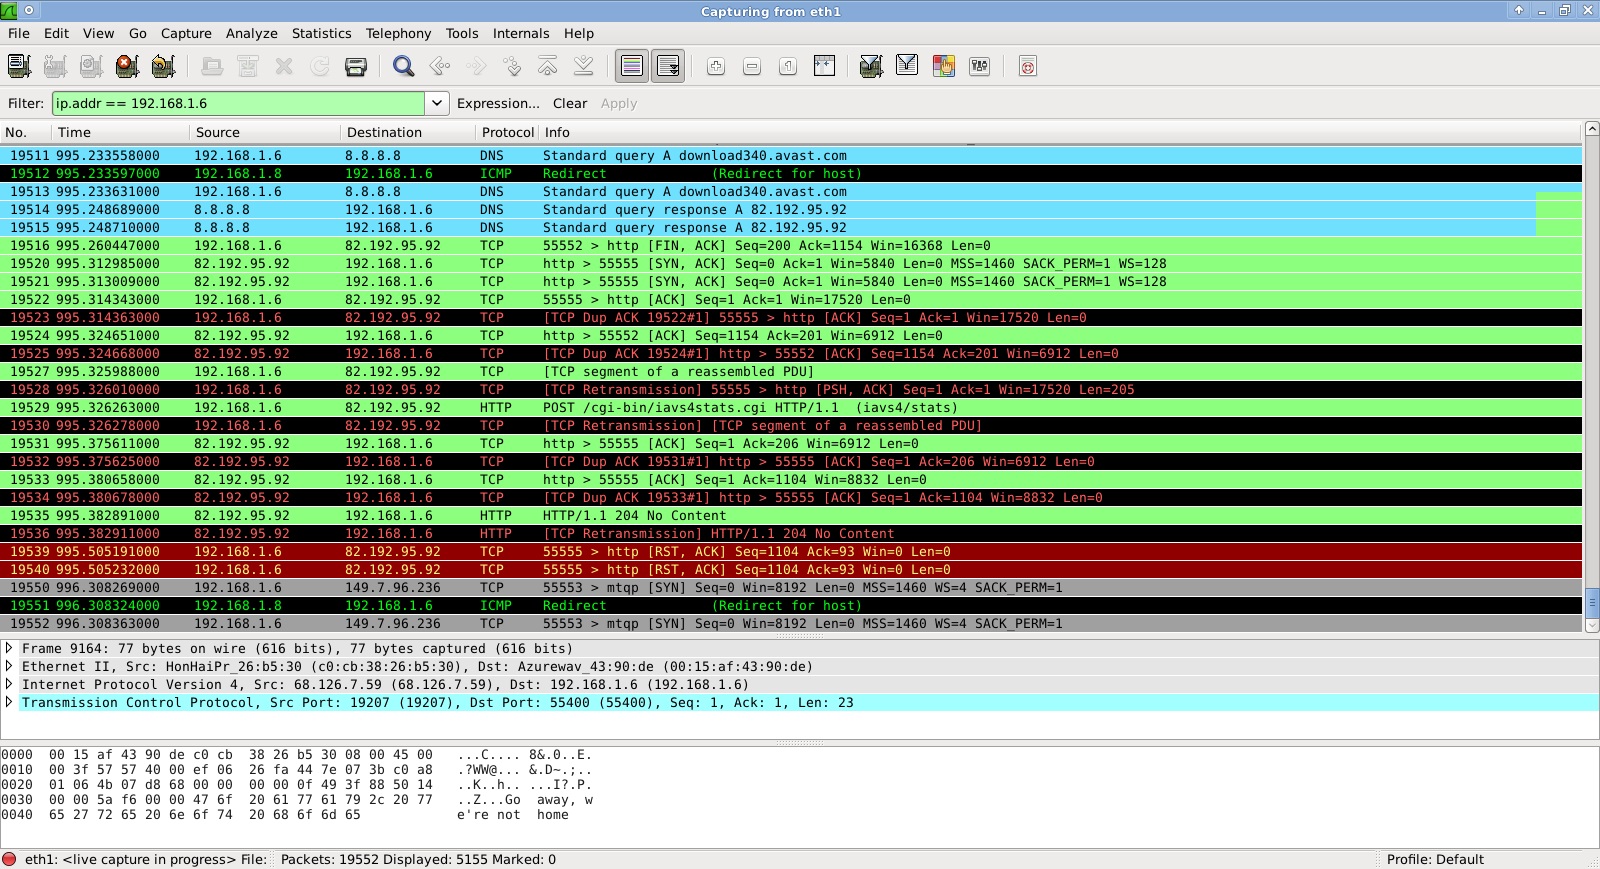 Capturing from eth1
File Edit View Go Capture Analyze Statistics Telephony Tools Internals Help
Filter: ip.addr == 192.168.1.6 Expression... Clear Apply
No. Time Source Destination Protocol Info
19511 995.233558000 192.168.1.6 8.8.8.8 DNS Standard query A download340.avast.com
19512 995.233597000 192.168.1.8 192.168.1.6 ICMP Redirect (Redirect for host)
19513 995.233631000 192.168.1.6 8.8.8.8 DNS Standard query A download340.avast.com
19514 995.248689000 8.8.8.8 192.168.1.6 DNS Standard query response A 82.192.95.92
19515 995.248710000 8.8.8.8 192.168.1.6 DNS Standard query response A 82.192.95.92
19516 995.260447000 192.168.1.6 82.192.95.92 TCP 55552 > http [FIN, ACK] Seq=200 Ack=1154 Win=16368 Len=0
19520 995.312985000 82.192.95.92 192.168.1.6 TCP http > 55555 [SYN, ACK] Seq=0 Ack=1 Win=5840 Len=0 MSS=1460 SACK_PERM=1 WS=128
19521 995.313009000 82.192.95.92 192.168.1.6 TCP http > 55555 [SYN, ACK] Seq=0 Ack=1 Win=5840 Len=0 MSS=1460 SACK_PERM=1 WS=128
19522 995.314343000 192.168.1.6 82.192.95.92 TCP 55555 > http [ACK] Seq=1 Ack=1 Win=17520 Len=0
19523 995.314363000 192.168.1.6 82.192.95.92 TCP [TCP Dup ACK 19522#1] 55555 > http [ACK] Seq=1 Ack=1 Win=17520 Len=0
19524 995.324651000 82.192.95.92 192.168.1.6 TCP http > 55552 [ACK] Seq=1154 Ack=201 Win=6912 Len=0
19525 995.324668000 82.192.95.92 192.168.1.6 TCP [TCP Dup ACK 19524#1] http > 55552 [ACK] Seq=1154 Ack=201 Win=6912 Len=0
19527 995.325988000 192.168.1.6 82.192.95.92 TCP [TCP segment of a reassembled PDU]
19528 995.326010000 192.168.1.6 82.192.95.92 TCP [TCP Retransmission] 55555 > http [PSH, ACK] Seq=1 Ack=1 Win=17520 Len=205
19529 995.326263000 192.168.1.6 82.192.95.92 HTTP POST /cgi-bin/iavs4stats.cgi HTTP/1.1 (iavs4/stats)
19530 995.326278000 192.168.1.6 82.192.95.92 TCP [TCP Retransmission] [TCP segment of a reassembled PDU]
19531 995.375611000 82.192.95.92 192.168.1.6 TCP http > 55555 [ACK] Seq=1 Ack=206 Win=6912 Len=0
19532 995.375625000 82.192.95.92 192.168.1.6 TCP [TCP Dup ACK 19531#1] http > 55555 [ACK] Seq=1 Ack=206 Win=6912 Len=0
19533 995.380658000 82.192.95.92 192.168.1.6 TCP http > 55555 [ACK] Seq=1 Ack=1104 Win=8832 Len=0
19534 995.380678000 82.192.95.92 192.168.1.6 TCP [TCP Dup ACK 19533#1] http > 55555 [ACK] Seq=1 Ack=1104 Win=8832 Len=0
19535 995.382891000 82.192.95.92 192.168.1.6 HTTP HTTP/1.1 204 No Content
19536 995.382911000 82.192.95.92 192.168.1.6 HTTP [TCP Retransmission] HTTP/1.1 204 No Content
19539 995.505191000 192.168.1.6 82.192.95.92 TCP 55555 > http [RST, ACK] Seq=1104 Ack=93 Win=0 Len=0
19540 995.505232000 192.168.1.6 82.192.95.92 TCP 55555 > http [RST, ACK] Seq=1104 Ack=93 Win=0 Len=0
19550 996.308269000 192.168.1.6 149.7.96.236 TCP 55553 > mtqp [SYN] Seq=0 Win=8192 Len=0 MSS=1460 WS=4 SACK_PERM=1
19551 996.308324000 192.168.1.8 192.168.1.6 ICMP Redirect (Redirect for host)
19552 996.308363000 192.168.1.6 149.7.96.236 TCP 55553 > mtqp [SYN] Seq=0 Win=8192 Len=0 MSS=1460 WS=4 SACK_PERM=1
Frame 9164: 77 bytes on wire (616 bits), 77 bytes captured (616 bits)
Ethernet II, Src: HonHaiPr_26:b5:30 (c0:cb:38:26:b5:30), Dst: Azurewav_43:90:de (00:15:af:43:90:de)
Internet Protocol Version 4, Src: 68.126.7.59 (68.126.7.59), Dst: 192.168.1.6 (192.168.1.6)
Transmission Control Protocol, Src Port: 19207 (19207), Dst Port: 55400 (55400), Seq: 1, Ack: 1, Len: 23
0000 00 15 af 43 90 de c0 cb 38 26 b5 30 08 00 45 00 ...C.... 8&.0..E.
0010 00 3f 57 57 40 00 ef 06 26 fa 44 7e 07 3b c0 a8 .?WW@... &.D~.;..
0020 01 06 4b 07 d8 68 00 00 00 00 0f 49 3f 88 50 14 ..K..h.. ...I?.P.
0030 00 00 5a f6 00 00 47 6f 20 61 77 61 79 2c 20 77 ..Z...Go away, w
0040 65 27 72 65 20 6e 6f 74 20 68 6f 6d 65 e're not home
eth1: <live capture in progress> File: Packets: 19552 Displayed: 5155 Marked: 0 Profile: Default